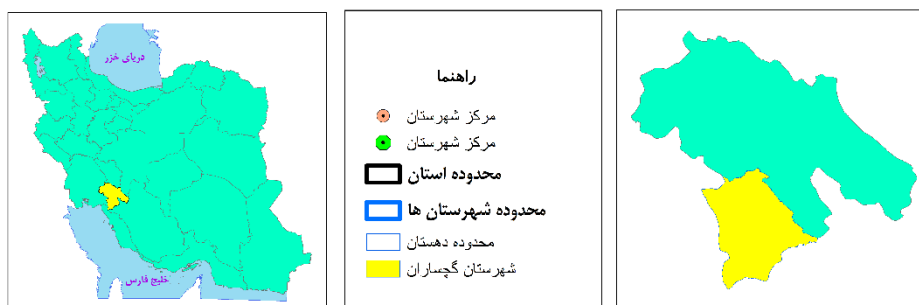 دریای خزر
خلیج فارس
راهنما
مرکز شهرستان
مرکز شهرستان
محدوده استان
محدوده شهرستان ها
محدوده دهستان
شهرستان گچساران